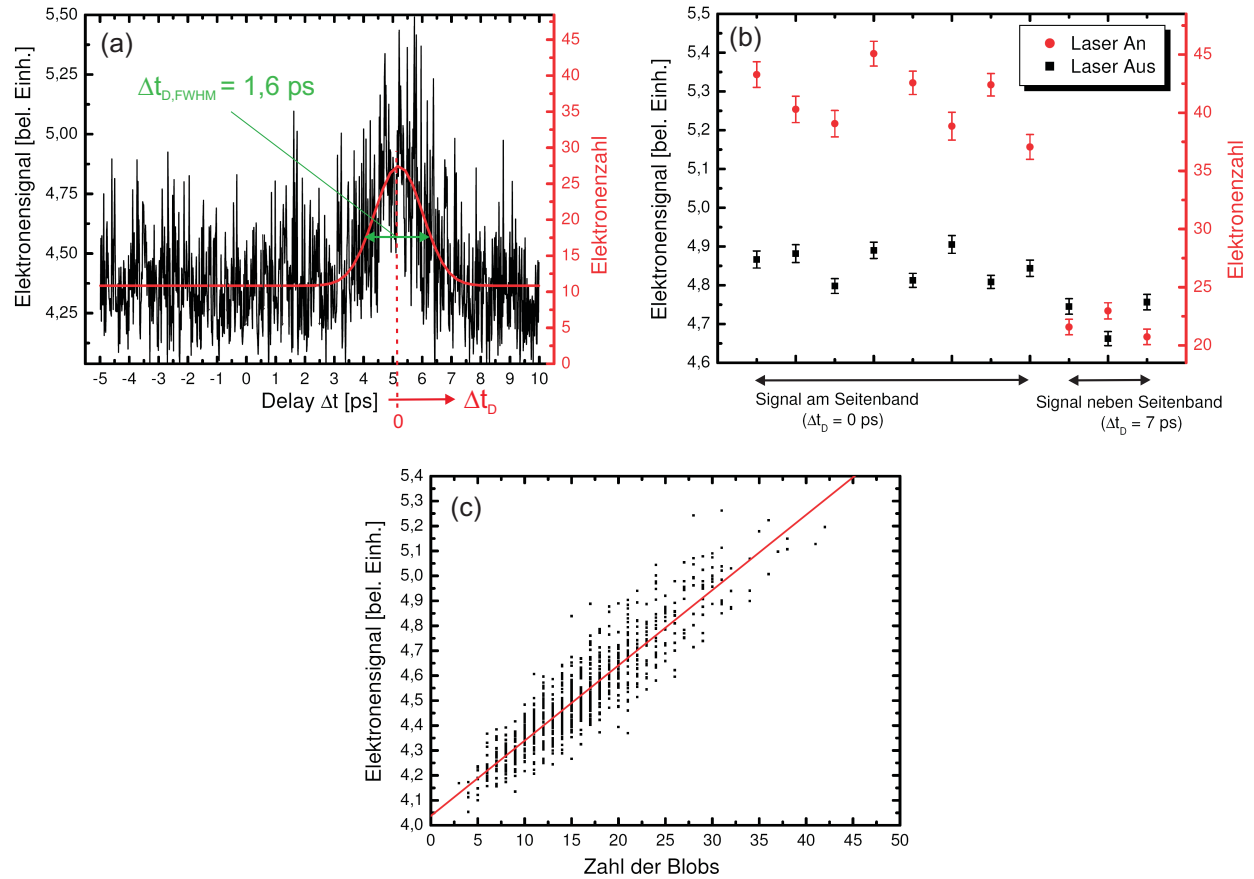 (a)
Δt_D,FWHM = 1,6 ps
Elektronensignal [bel. Einh.]
5,50
5,25
5,00
4,75
4,50
4,25
45
40
35
30
25
20
15
10
5
0
Elektronenzahl
-5 -4 -3 -2 -1 0 1 2 3 4 5 6 7 8 9 10
Delay Δt [ps]
Δt_D
0
(b)
Laser An
Laser Aus
Elektronensignal [bel. Einh.]
5,5
5,4
5,3
5,2
5,1
5,0
4,9
4,8
4,7
4,6
45
40
35
30
25
20
Elektronenzahl
Signal am Seitenband
(Δt_D = 0 ps)
Signal neben Seitenband
(Δt_D = 7 ps)
(c)
Elektronensignal [bel. Einh.]
5,4
5,3
5,2
5,1
5,0
4,9
4,8
4,7
4,6
4,5
4,4
4,3
4,2
4,1
4,0
0 5 10 15 20 25 30 35 40 45 50
Zahl der Blobs